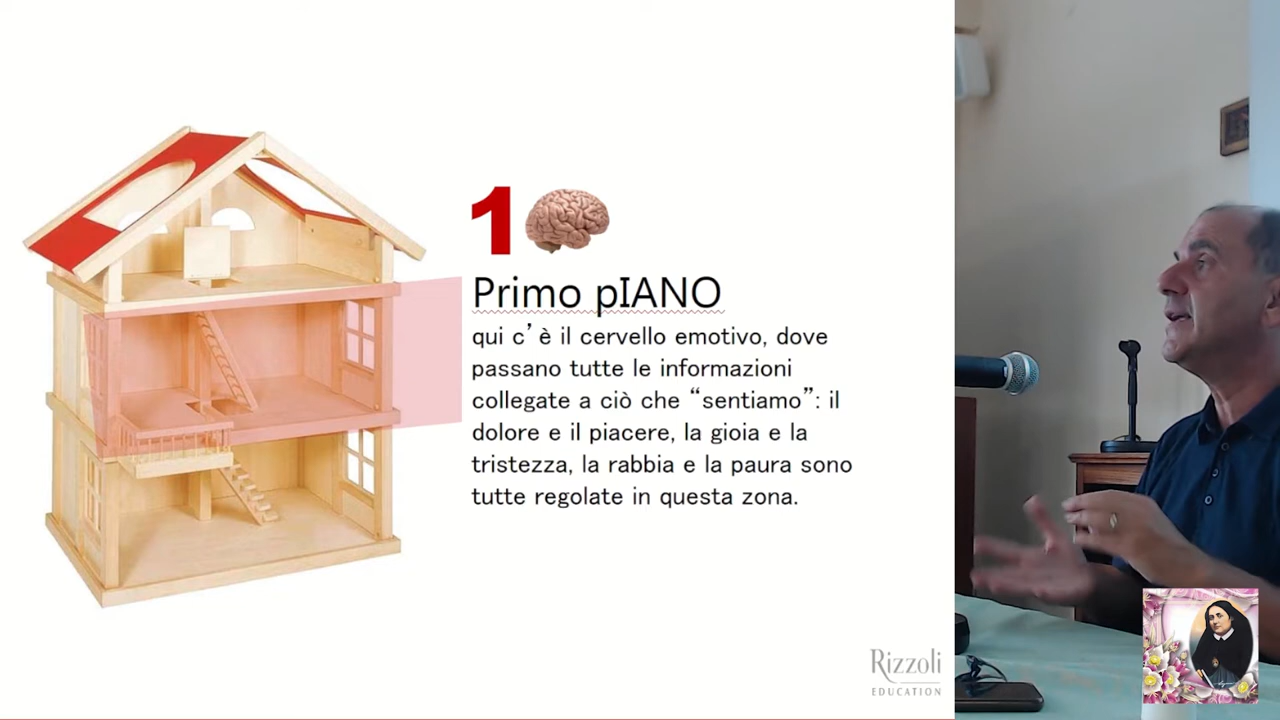 1
Primo pIANO
qui c’è il cervello emotivo, dove
passano tutte le informazioni
collegate a ciò che “sentiamo”: il
dolore e il piacere, la gioia e la
tristezza, la rabbia e la paura sono
tutte regolate in questa zona.
Rizzoli
EDUCATION